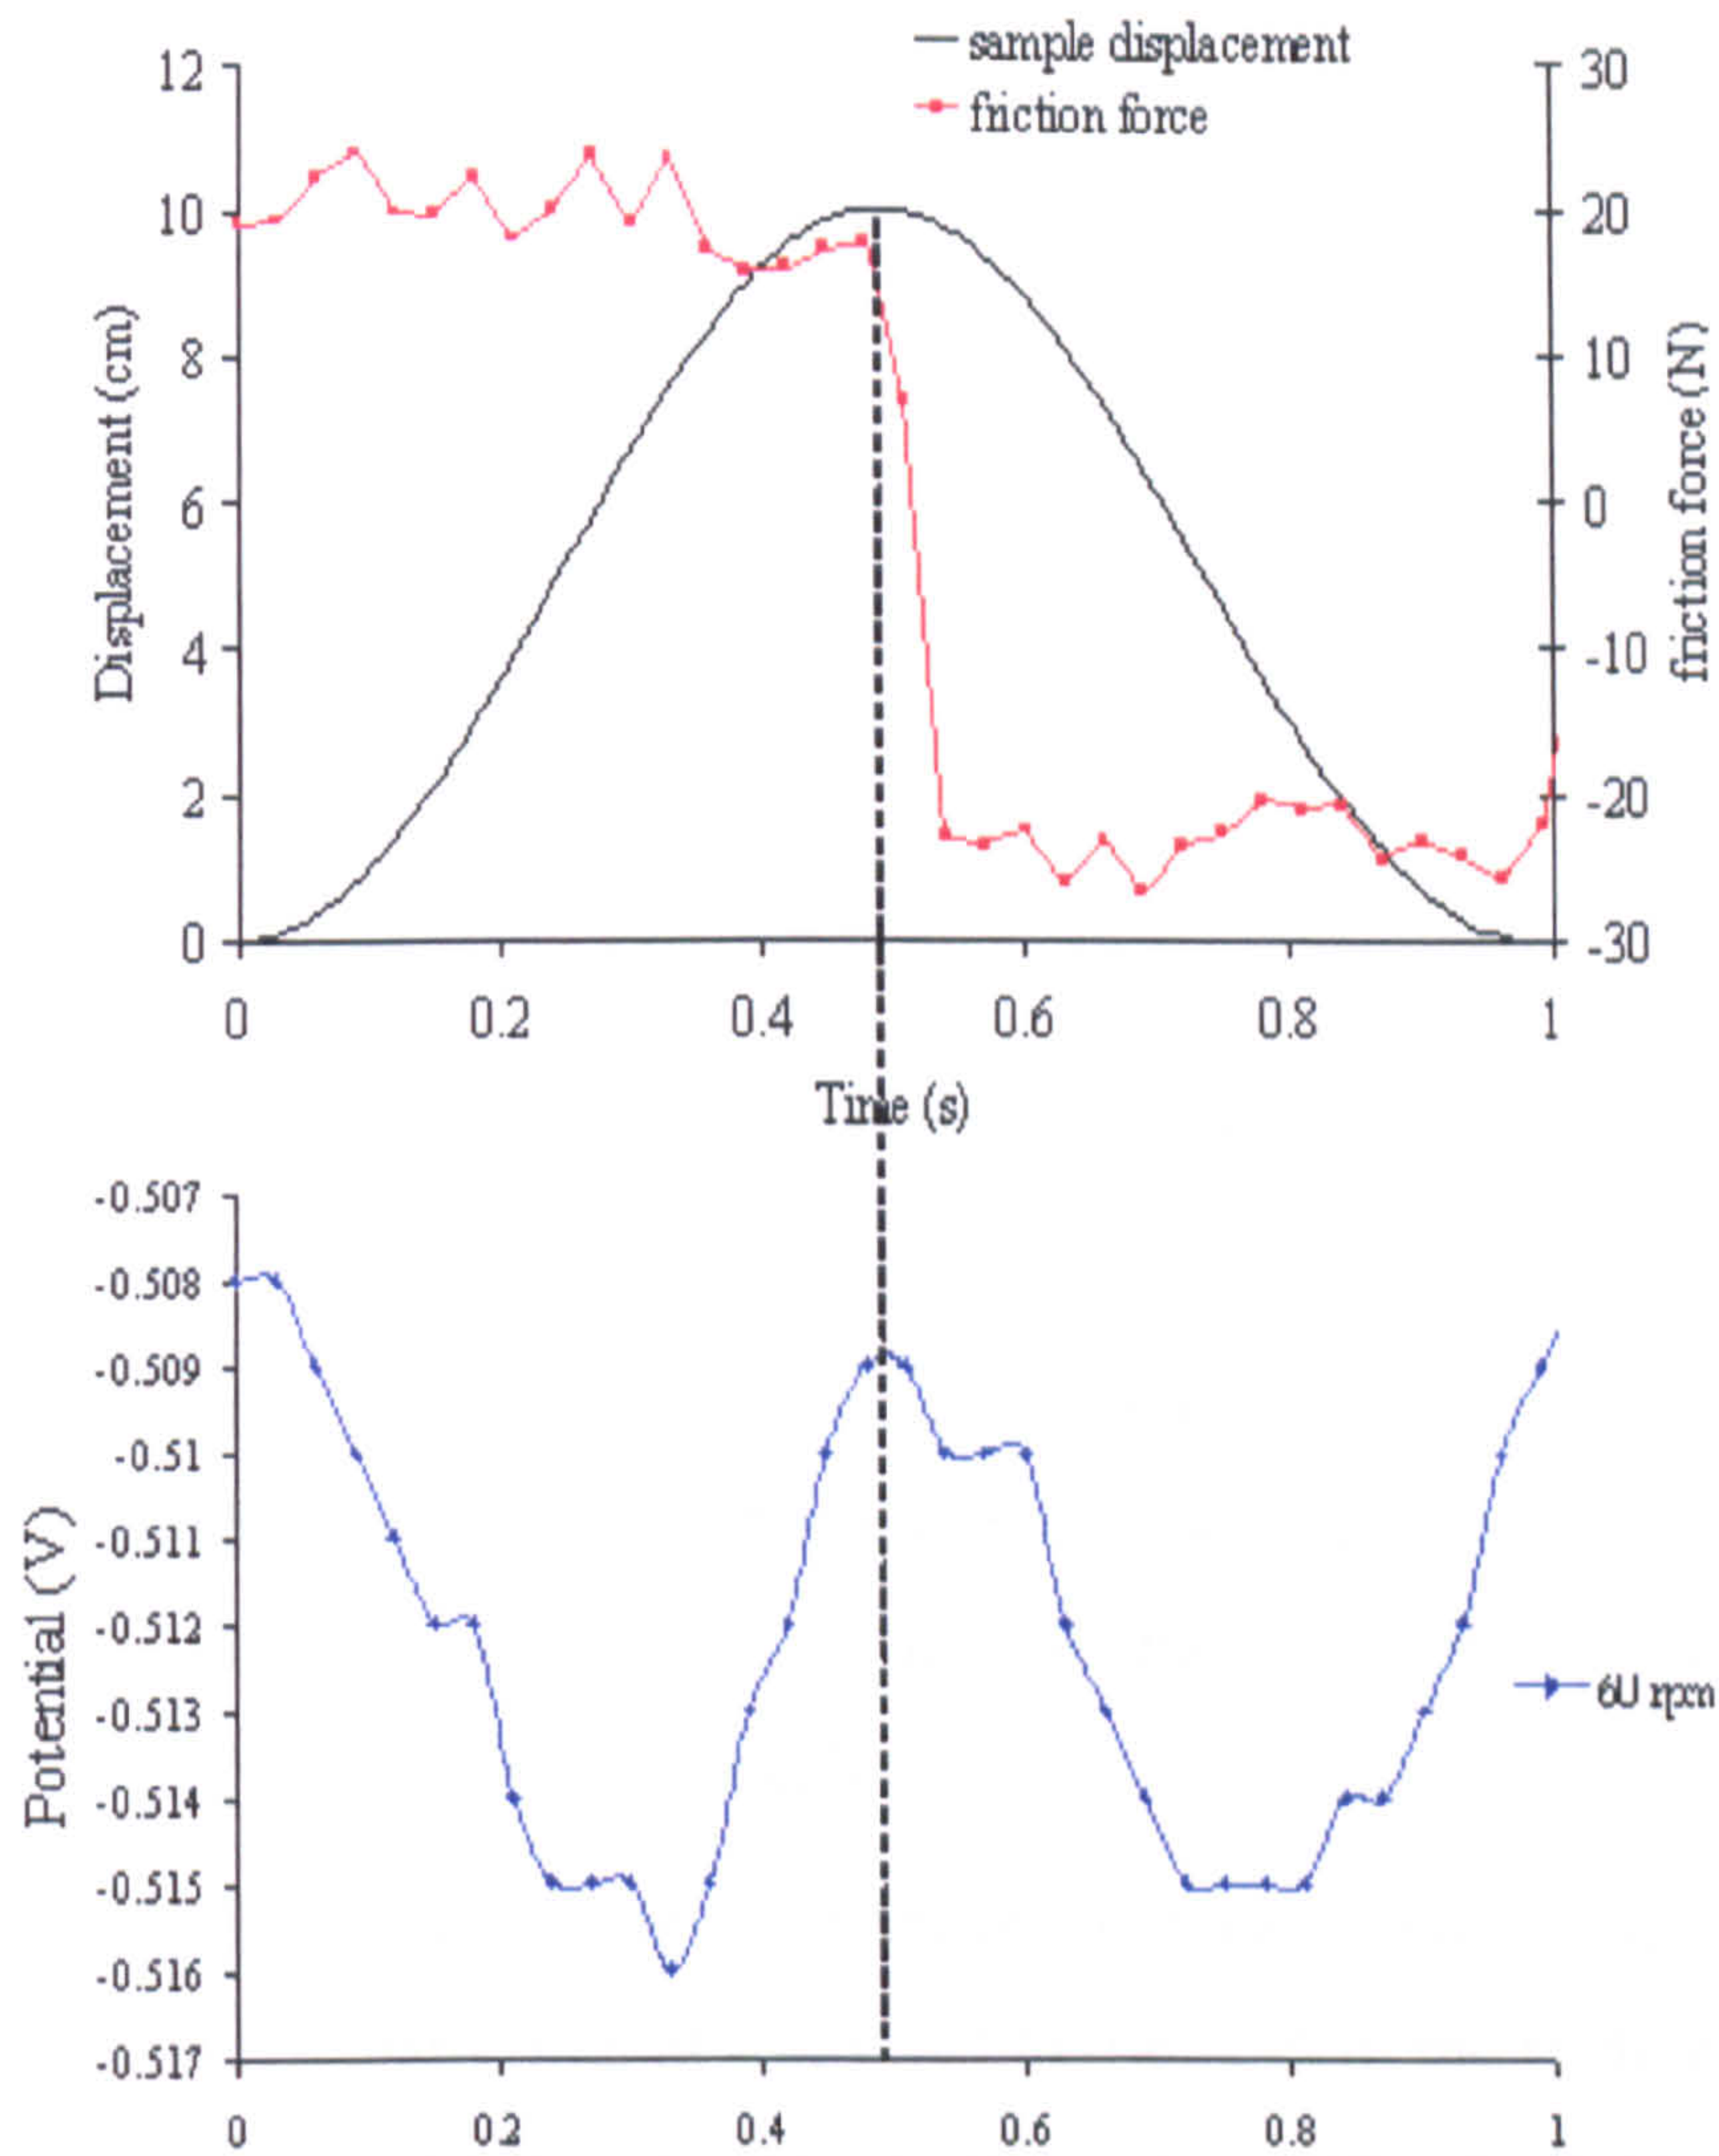 sample displacement
friction force
12
10
8
6
4
2
0
Displacement (cm)
30
20
10
0
-10
-20
-30
friction force (N)
0 0.2 0.4 0.6 0.8 1
Time (s)
-0.507
-0.508
-0.509
-0.51
-0.511
-0.512
-0.513
-0.514
-0.515
-0.516
-0.517
Potential (V)
60 rpm
0 0.2 0.4 0.6 0.8 1